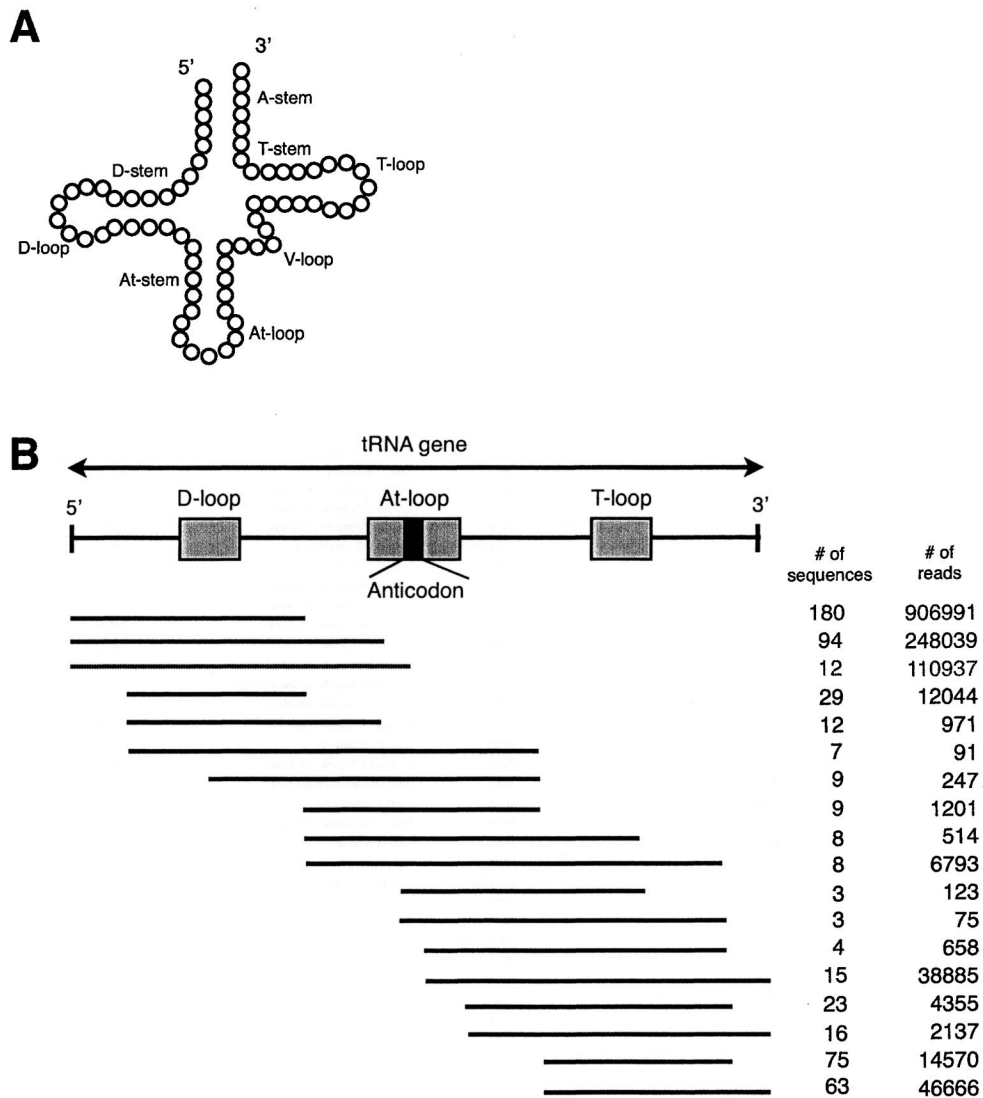 A
3’
5’
A-stem
T-stem
T-loop
D-stem
D-loop
V-loop
At-stem
At-loop
B
tRNA gene
5’
D-loop
At-loop
T-loop
3’
Anticodon
# of sequences
# of reads
180 906991
94 248039
12 110937
29 12044
12 971
7 91
9 247
9 1201
8 514
8 6793
3 123
3 75
4 658
15 38885
23 4355
16 2137
75 14570
63 46666